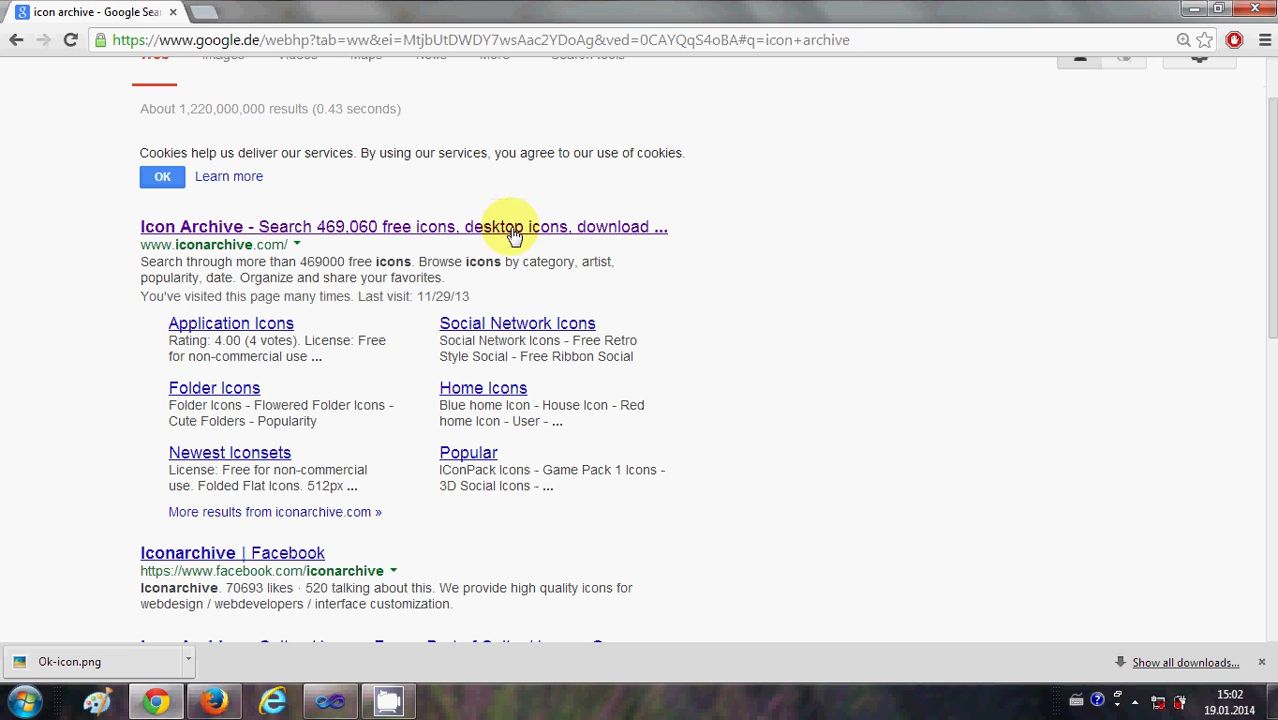 icon archive - Google Sea
https://www.google.de/webhp?tab=ww&ei=MtjbUtDWDY7wsAac2YDoAg&ved=0CAYQqS4oBA#q=icon+archive
Web Images Videos Maps News More Search tools
About 1,220,000,000 results (0.43 seconds)
Cookies help us deliver our services. By using our services, you agree to our use of cookies.
OK Learn more
Icon Archive - Search 469,060 free icons, desktop icons, download ...
www.iconarchive.com/
Search through more than 469000 free icons. Browse icons by category, artist,
popularity, date. Organize and share your favorites.
You've visited this page many times. Last visit: 11/29/13
Application Icons
Rating: 4.00 (4 votes). License: Free
for non-commercial use ...
Social Network Icons
Social Network Icons - Free Retro
Style Social - Free Ribbon Social
Folder Icons
Folder Icons - Flowered Folder Icons -
Cute Folders - Popularity
Home Icons
Blue home Icon - House Icon - Red
home Icon - User - ...
Newest Iconsets
License: Free for non-commercial
use. Folded Flat Icons. 512px ...
Popular
IConPack Icons - Game Pack 1 Icons -
3D Social Icons - ...
More results from iconarchive.com »
Iconarchive | Facebook
https://www.facebook.com/iconarchive
Iconarchive. 70693 likes · 520 talking about this. We provide high quality icons for
webdesign / webdevelopers / interface customization.
Ok-icon.png
Show all downloads...
15:02
19.01.2014